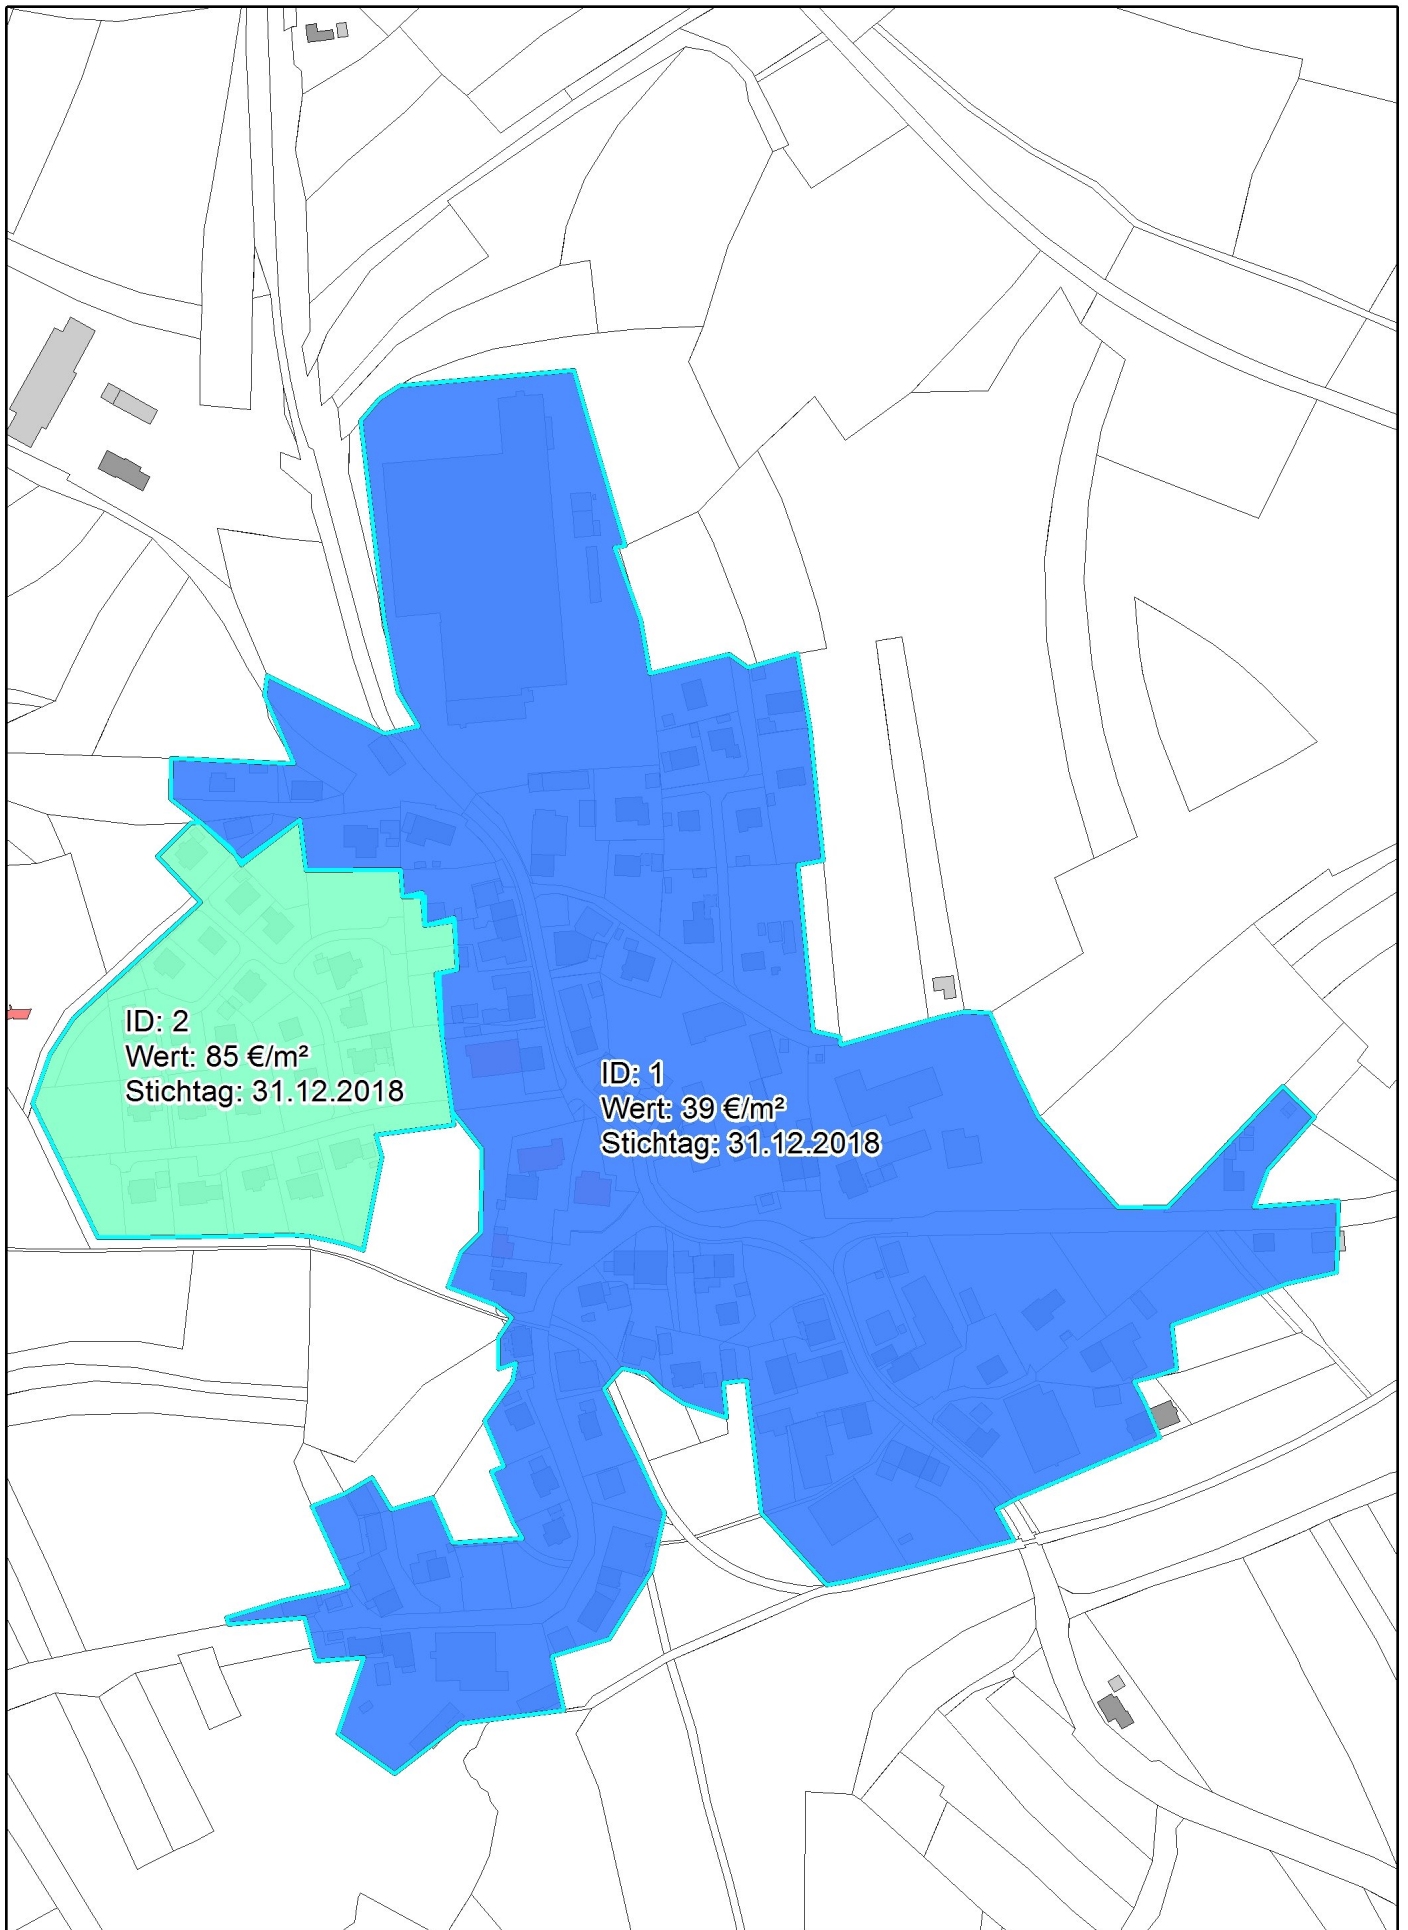 ID: 2
Wert: 85 €/m²
Stichtag: 31.12.2018
ID: 1
Wert: 39 €/m²
Stichtag: 31.12.2018